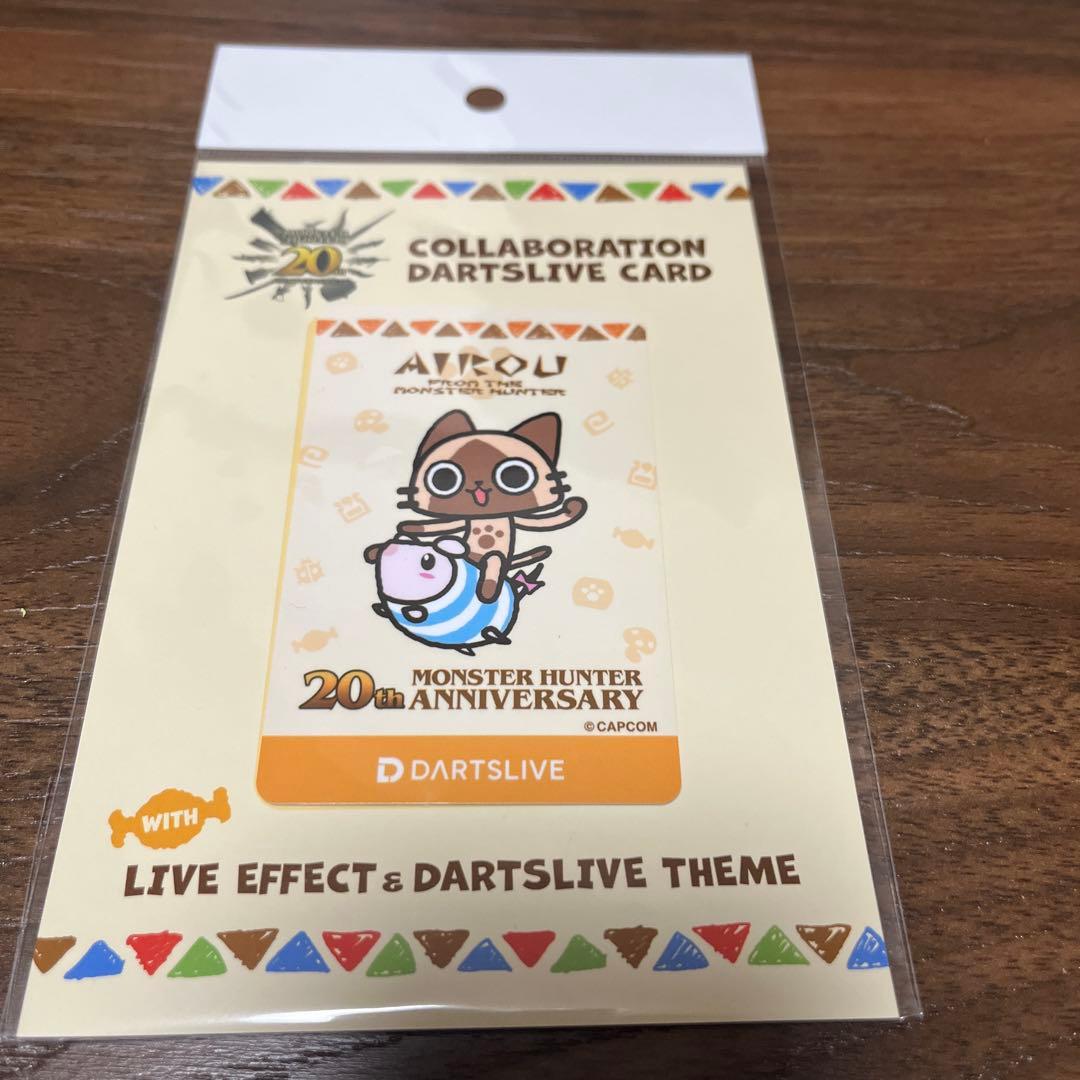 20th
COLLABORATION
DARTSLIVE CARD
AIROU
FROM THE
MONSTER HUNTER
20th MONSTER HUNTER
ANNIVERSARY
©CAPCOM
DARTSLIVE
WITH
LIVE EFFECT & DARTSLIVE THEME